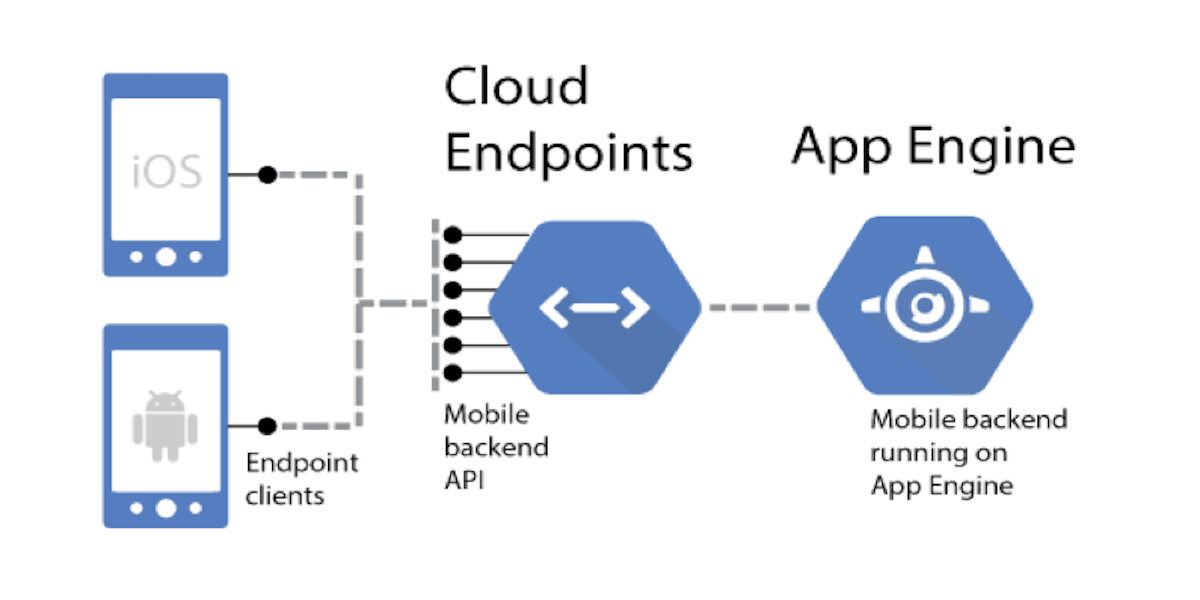 iOS
Endpoint
clients
Cloud
Endpoints
Mobile
backend
API
App Engine
Mobile backend
running on
App Engine